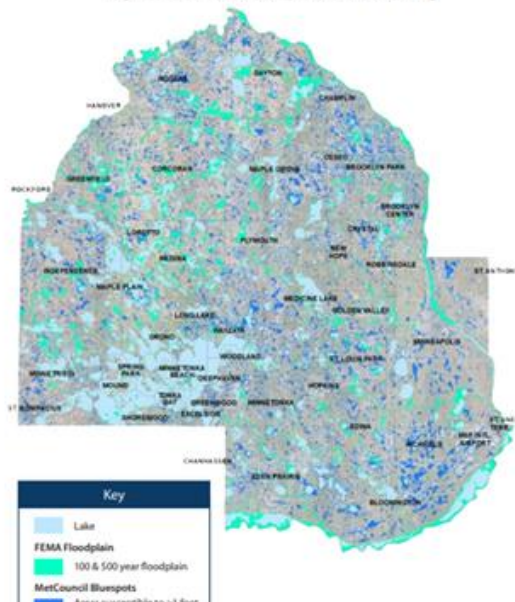 ROGERS
DAYTON
HANOVER
CHAMPLIN
OSSEO
BROOKLYN PARK
CORCORAN
MAPLE GROVE
GREENFIELD
ROCKFORD
BROOKLYN
CENTER
CRYSTAL
LORETTO
PLYMOUTH
NEW
HOPE
ROBBINSDALE
MEDINA
INDEPENDENCE
MAPLE PLAIN
MEDICINE LAKE
GOLDEN VALLEY
LONG LAKE
WAYZATA
ORONO
MINNEAPOLIS
WOODLAND
ST. LOUIS PARK
SPRING
PARK
MINNETONKA
BEACH
DEEPHAVEN
MINNETRISTA
MOUND
HOPKINS
TONKA
BAY
GREENWOOD
MINNETONKA
ST BONIFACIUS
SHOREWOOD
EXCELSIOR
EDINA
RICHFIELD
AIRPORT
CHANHASSEN
EDEN PRAIRIE
BLOOMINGTON
Key
Lake
FEMA Floodplain
100 & 500 year floodplain
MetCouncil Bluespots